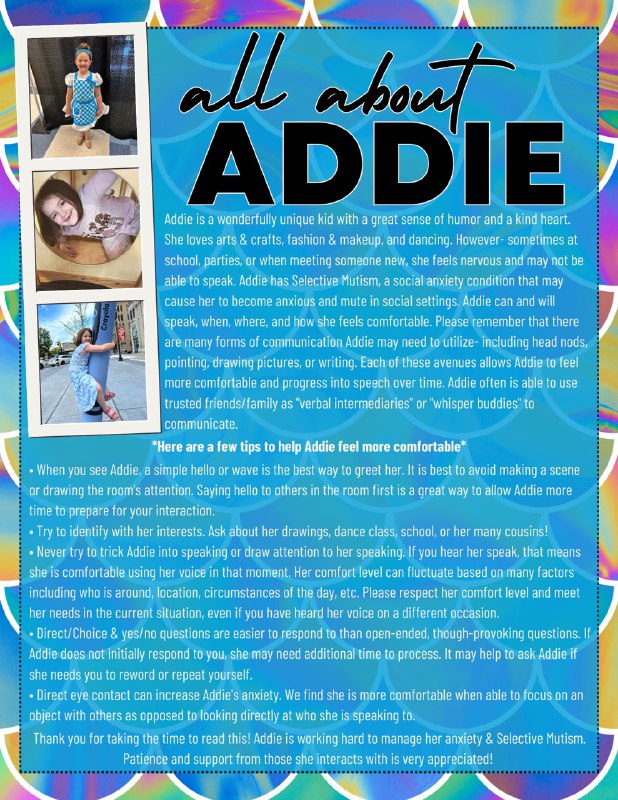 Crayola
all about
ADDIE
Addie is a wonderfully unique kid with a great sense of humor and a kind heart.
She loves arts & crafts, fashion & makeup, and dancing. However- sometimes at
school, parties, or when meeting someone new, she feels nervous and may not be
able to speak. Addie has Selective Mutism, a social anxiety condition that may
cause her to become anxious and mute in social settings. Addie can and will
speak, when, where, and how she feels comfortable. Please remember that there
are many forms of communication Addie may need to utilize- including head nods,
pointing, drawing pictures, or writing. Each of these avenues allows Addie to feel
more comfortable and progress into speech over time. Addie often is able to use
trusted friends/family as "verbal intermediaries" or "whisper buddies" to
communicate.
*Here are a few tips to help Addie feel more comfortable*
• When you see Addie, a simple hello or wave is the best way to greet her. It is best to avoid making a scene
or drawing the room's attention. Saying hello to others in the room first is a great way to allow Addie more
time to prepare for your interaction.
• Try to identify with her interests. Ask about her drawings, dance class, school, or her many cousins!
• Never try to trick Addie into speaking or draw attention to her speaking. If you hear her speak, that means
she is comfortable using her voice in that moment. Her comfort level can fluctuate based on many factors
including who is around, location, circumstances of the day, etc. Please respect her comfort level and meet
her needs in the current situation, even if you have heard her voice on a different occasion.
• Direct/Choice & yes/no questions are easier to respond to than open-ended, though-provoking questions. If
Addie does not initially respond to you, she may need additional time to process. It may help to ask Addie if
she needs you to reword or repeat yourself.
• Direct eye contact can increase Addie's anxiety. We find she is more comfortable when able to focus on an
object with others as opposed to looking directly at who she is speaking to.
Thank you for taking the time to read this! Addie is working hard to manage her anxiety & Selective Mutism.
Patience and support from those she interacts with is very appreciated!